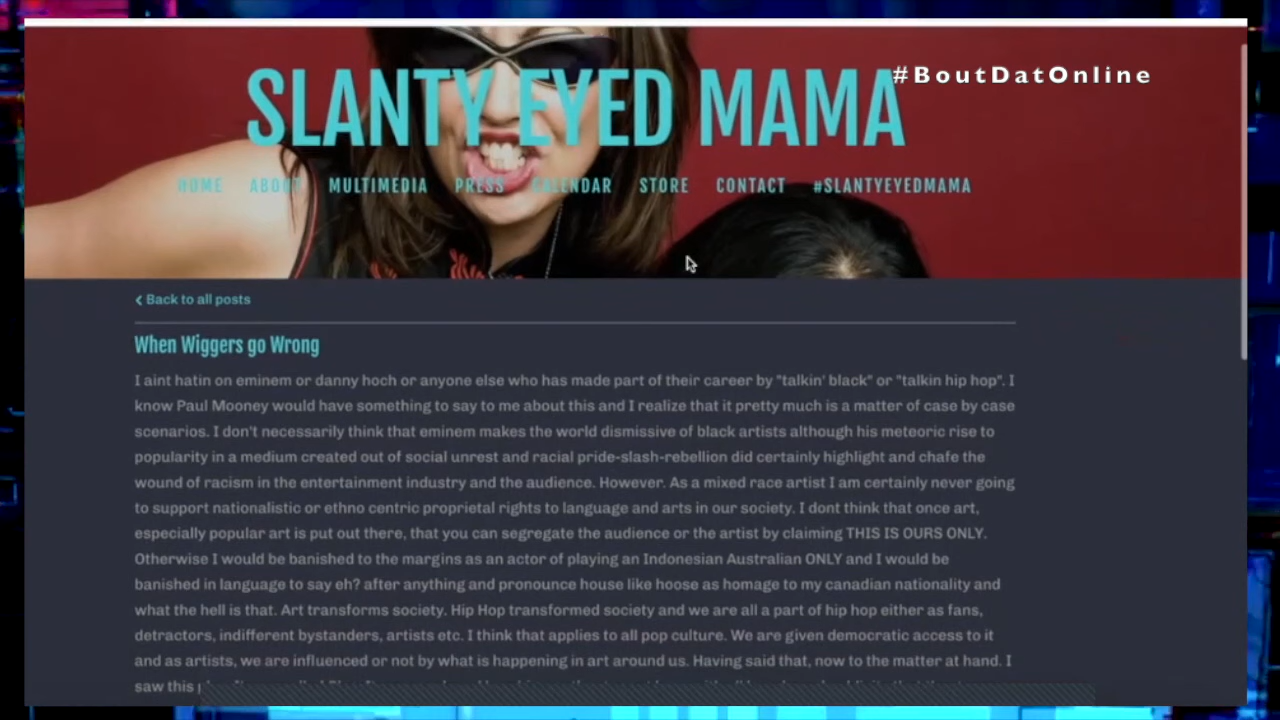 #BoutDatOnline
SLANTY EYED MAMA
HOME ABOUT MULTIMEDIA PRESS CALENDAR STORE CONTACT #SLANTYEYEDMAMA
Back to all posts
When Wiggers go Wrong
I aint hatin on eminem or danny hoch or anyone else who has made part of their career by "talkin' black" or "talkin hip hop". I
know Paul Mooney would have something to say to me about this and I realize that it pretty much is a matter of case by case
scenarios. I don't necessarily think that eminem makes the world dismissive of black artists although his meteoric rise to
popularity in a medium created out of social unrest and racial pride-slash-rebellion did certainly highlight and chafe the
wound of racism in the entertainment industry and the audience. However. As a mixed race artist I am certainly never going
to support nationalistic or ethno centric proprietal rights to language and arts in our society. I dont think that once art,
especially popular art is put out there, that you can segregate the audience or the artist by claiming THIS IS OURS ONLY.
Otherwise I would be banished to the margins as an actor of playing an Indonesian Australian ONLY and I would be
banished in language to say eh? after anything and pronounce house like hoose as homage to my canadian nationality and
what the hell is that. Art transforms society. Hip Hop transformed society and we are all a part of hip hop either as fans,
detractors, indifferent bystanders, artists etc. I think that applies to all pop culture. We are given democratic access to it
and as artists, we are influenced or not by what is happening in art around us. Having said that, now to the matter at hand. I
saw this